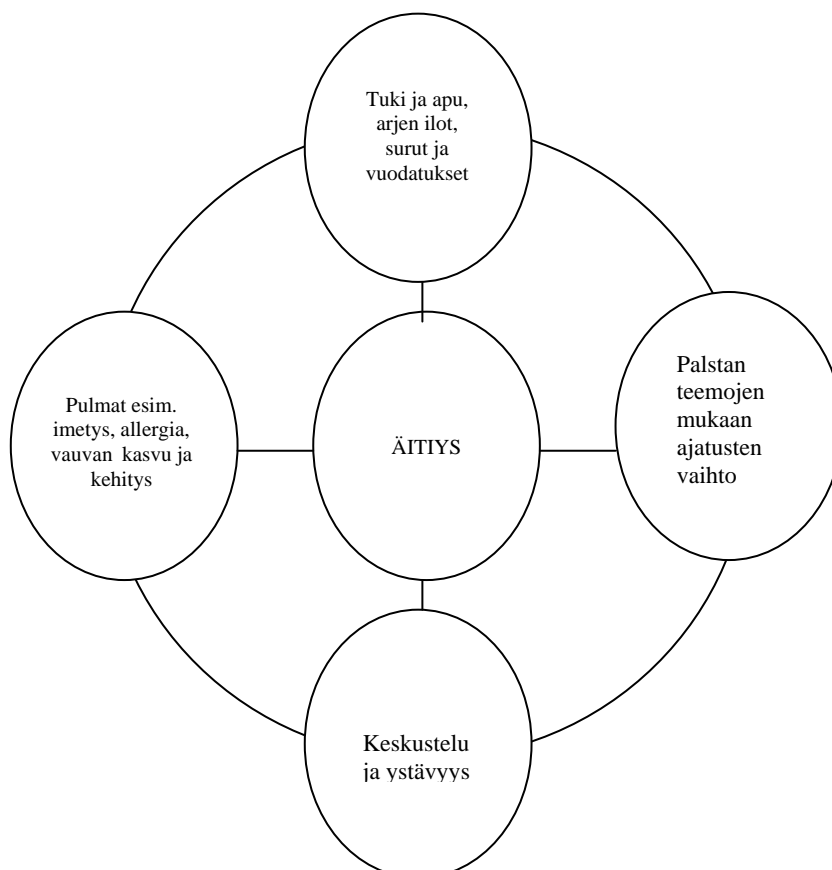 Tuki ja apu,
arjen ilot,
surut ja
vuodatukset
Pulmat esim.
imetys, allergia,
vauvan kasvu ja
kehitys
ÄITIYS
Palstan
teemojen
mukaan
ajatusten
vaihto
Keskustelu
ja ystävyys